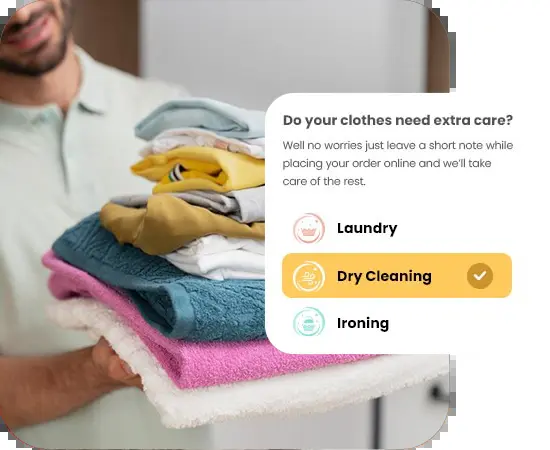 Do your clothes need extra care?
Well no worries just leave a short note while
placing your order online and we'll take
care of the rest.
Laundry
Dry Cleaning
Ironing